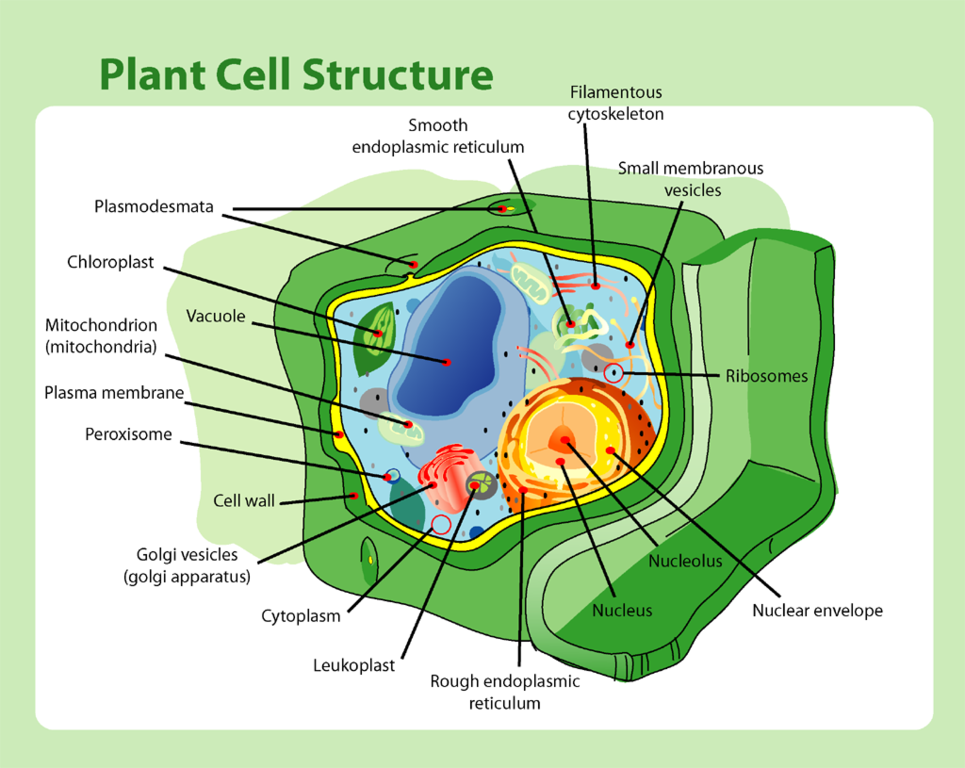 Plant Cell Structure
Filamentous
cytoskeleton
Smooth
endoplasmic reticulum
Small membranous
vesicles
Plasmodesmata
Chloroplast
Vacuole
Mitochondrion
(mitochondria)
Ribosomes
Plasma membrane
Peroxisome
Cell wall
Golgi vesicles
(golgi apparatus)
Nucleolus
Cytoplasm
Nucleus
Nuclear envelope
Leukoplast
Rough endoplasmic
reticulum